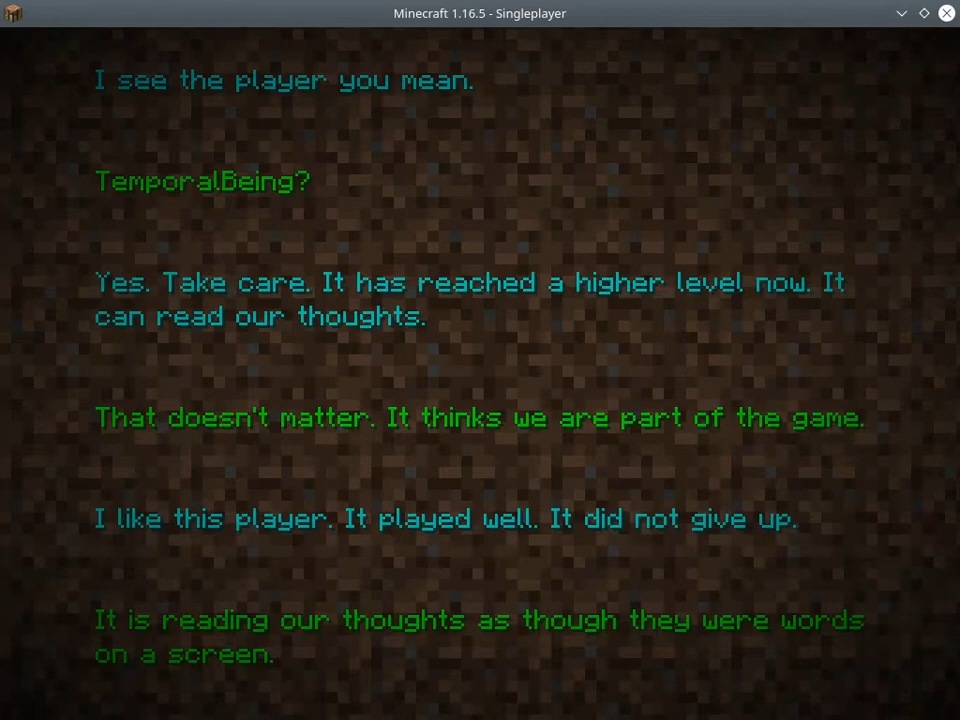 Minecraft 1.16.5 - Singleplayer
I see the player you mean.
TemporalBeing?
Yes. Take care. It has reached a higher level now. It
can read our thoughts.
That doesn't matter. It thinks we are part of the game.
I like this player. It played well. It did not give up.
It is reading our thoughts as though they were words
on a screen.